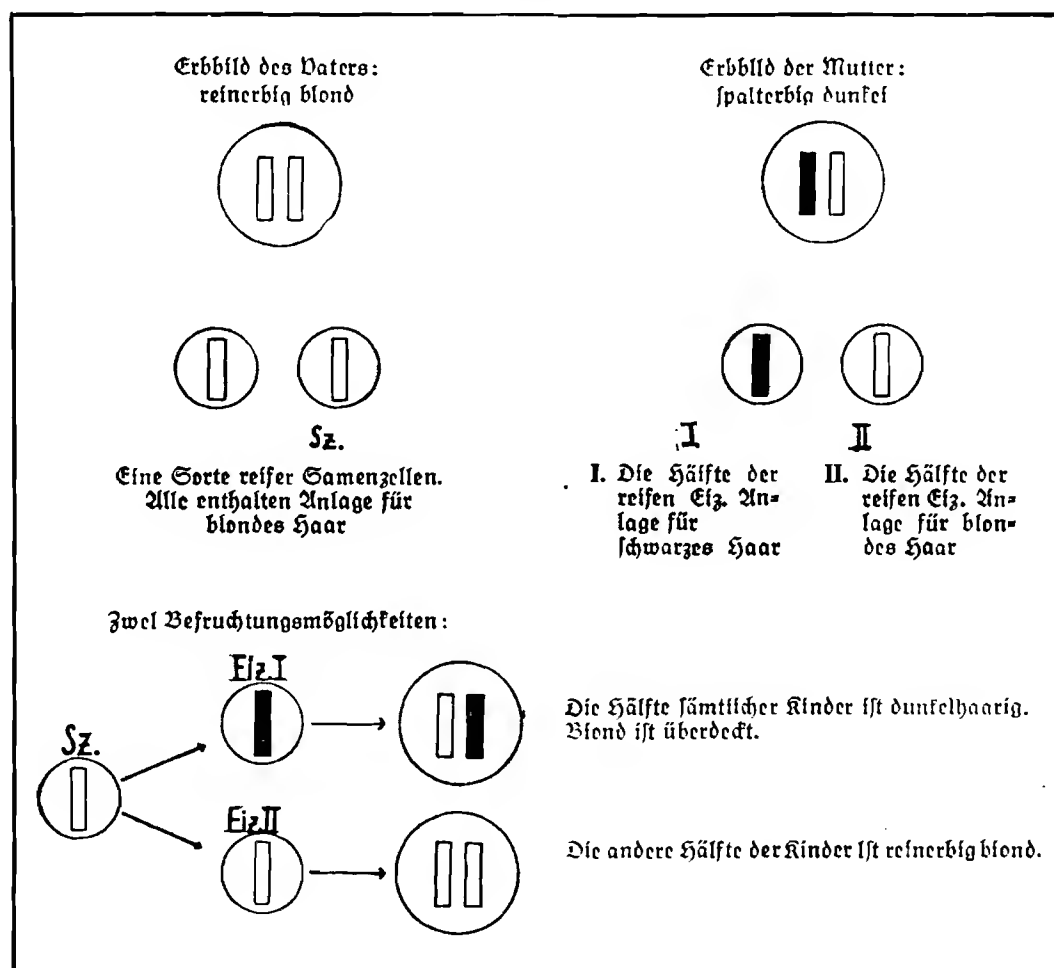 Erbbild des Vaters:
reinerbig blond
Erbbild der Mutter:
spalterbig dunkel
Sz.
Eine Sorte reifer Samenzellen.
Alle enthalten Anlage für
blondes Haar
I
I. Die Hälfte der
reifen Eiz. An=
lage für
schwarzes Haar
II
II. Die Hälfte der
reifen Eiz. An=
lage für blon=
des Haar
Zwei Befruchtungsmöglichkeiten:
Sz.
Eiz.I
Die Hälfte sämtlicher Kinder ist dunkelhaarig.
Blond ist überdeckt.
Eiz.II
Die andere Hälfte der Kinder ist reinerbig blond.